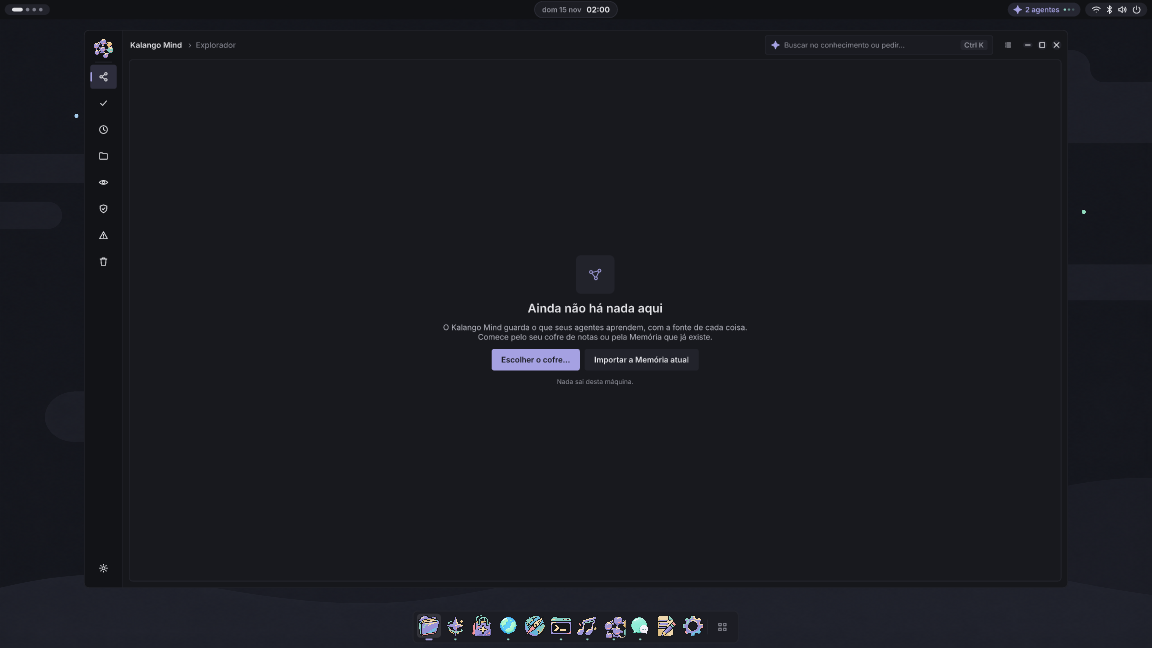 dom 15 nov 02:00
2 agentes
Kalango Mind › Explorador
Buscar no conhecimento ou pedir...
Ctrl K
Ainda não há nada aqui
O Kalango Mind guarda o que seus agentes aprendem, com a fonte de cada coisa.
Comece pelo seu cofre de notas ou pela Memória que já existe.
Escolher o cofre...
Importar a Memória atual
Nada sai desta máquina.